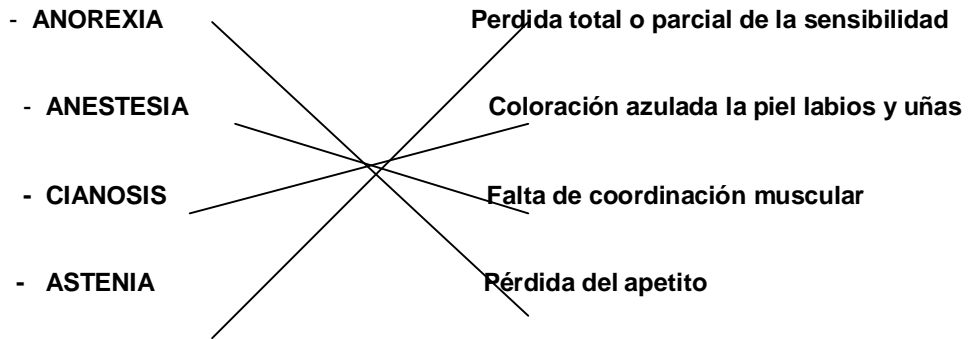 - ANOREXIA Perdida total o parcial de la sensibilidad
- ANESTESIA Coloración azulada la piel labios y uñas
- CIANOSIS Falta de coordinación muscular
- ASTENIA Pérdida del apetito